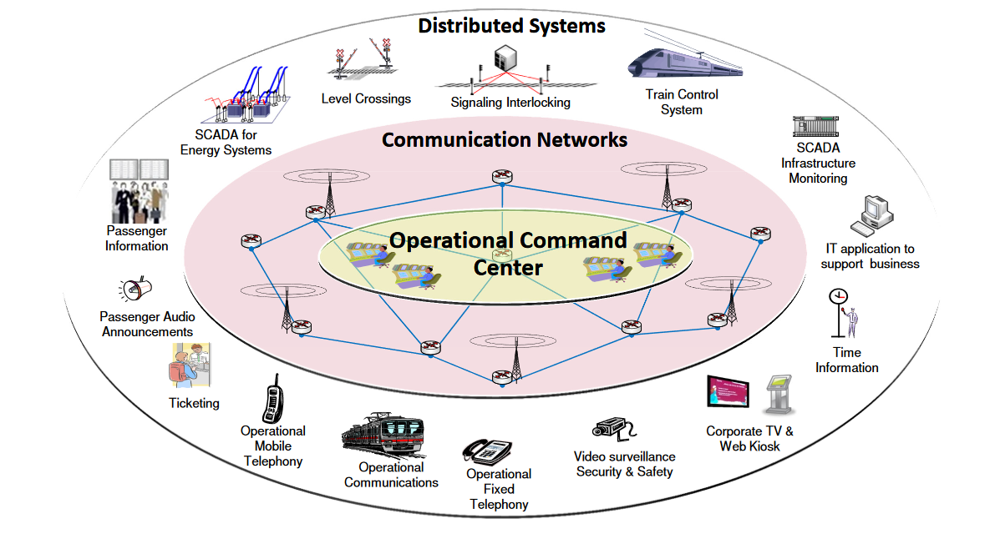 Distributed Systems
Level Crossings
Signaling Interlocking
Train Control
System
SCADA for
Energy Systems
SCADA
Infrastructure
Monitoring
Communication Networks
Passenger
Information
IT application to
support business
Operational Command
Center
Passenger Audio
Announcements
Time
Information
Ticketing
Operational
Mobile
Telephony
Operational
Communications
Operational
Fixed
Telephony
Video surveillance
Security & Safety
Corporate TV &
Web Kiosk